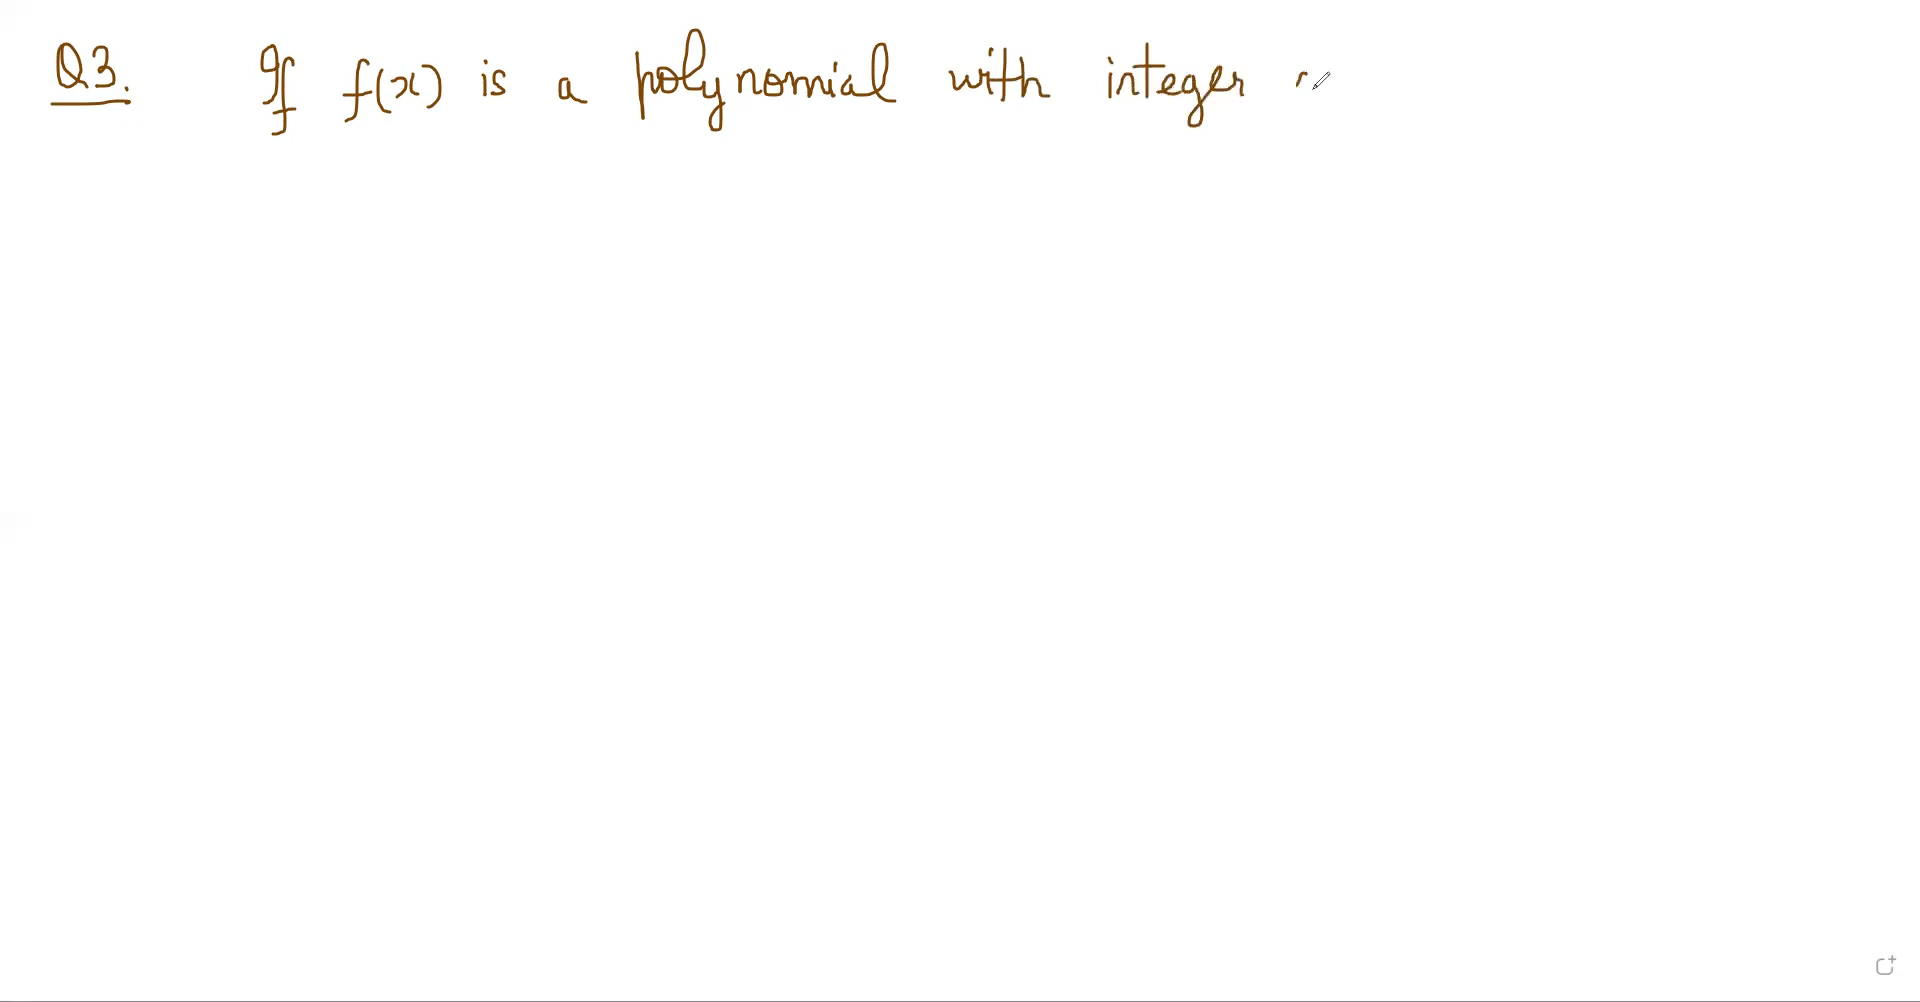 Q3. If f(x) is a polynomial with integer